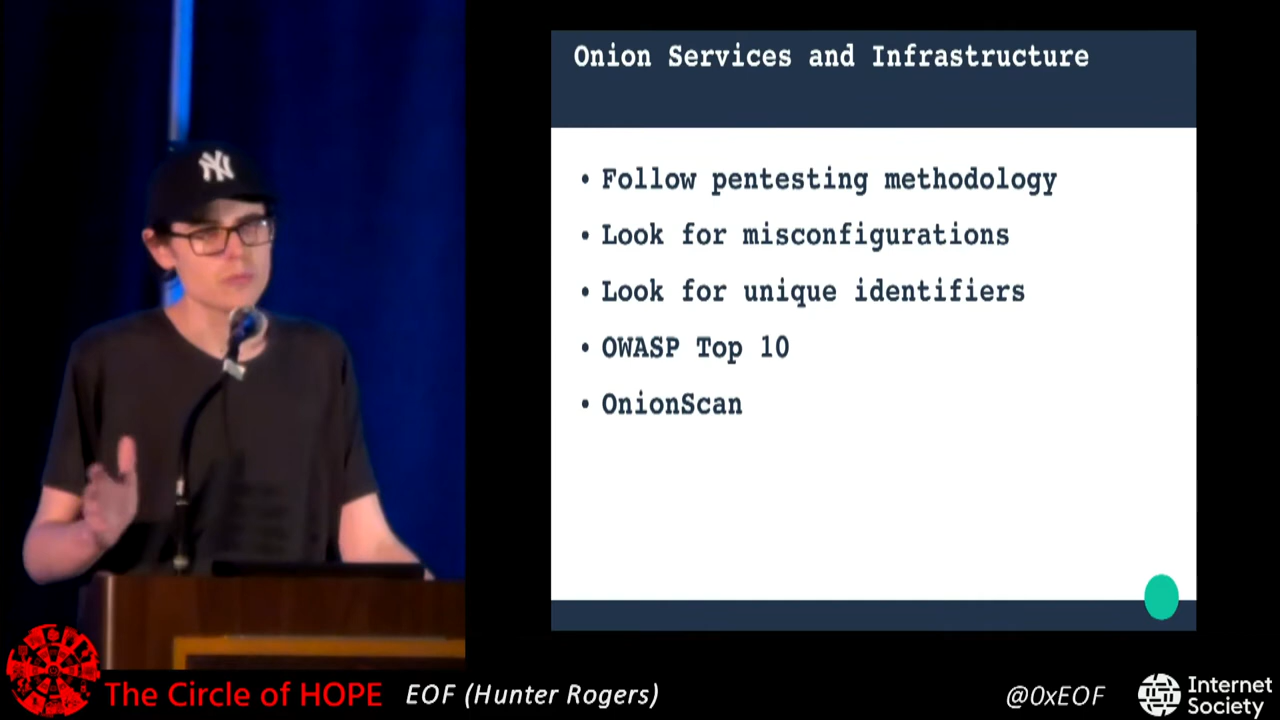 Onion Services and Infrastructure
• Follow pentesting methodology
• Look for misconfigurations
• Look for unique identifiers
• OWASP Top 10
• OnionScan
NY
The Circle of HOPE
EOF (Hunter Rogers)
@0xEOF
Internet
Society